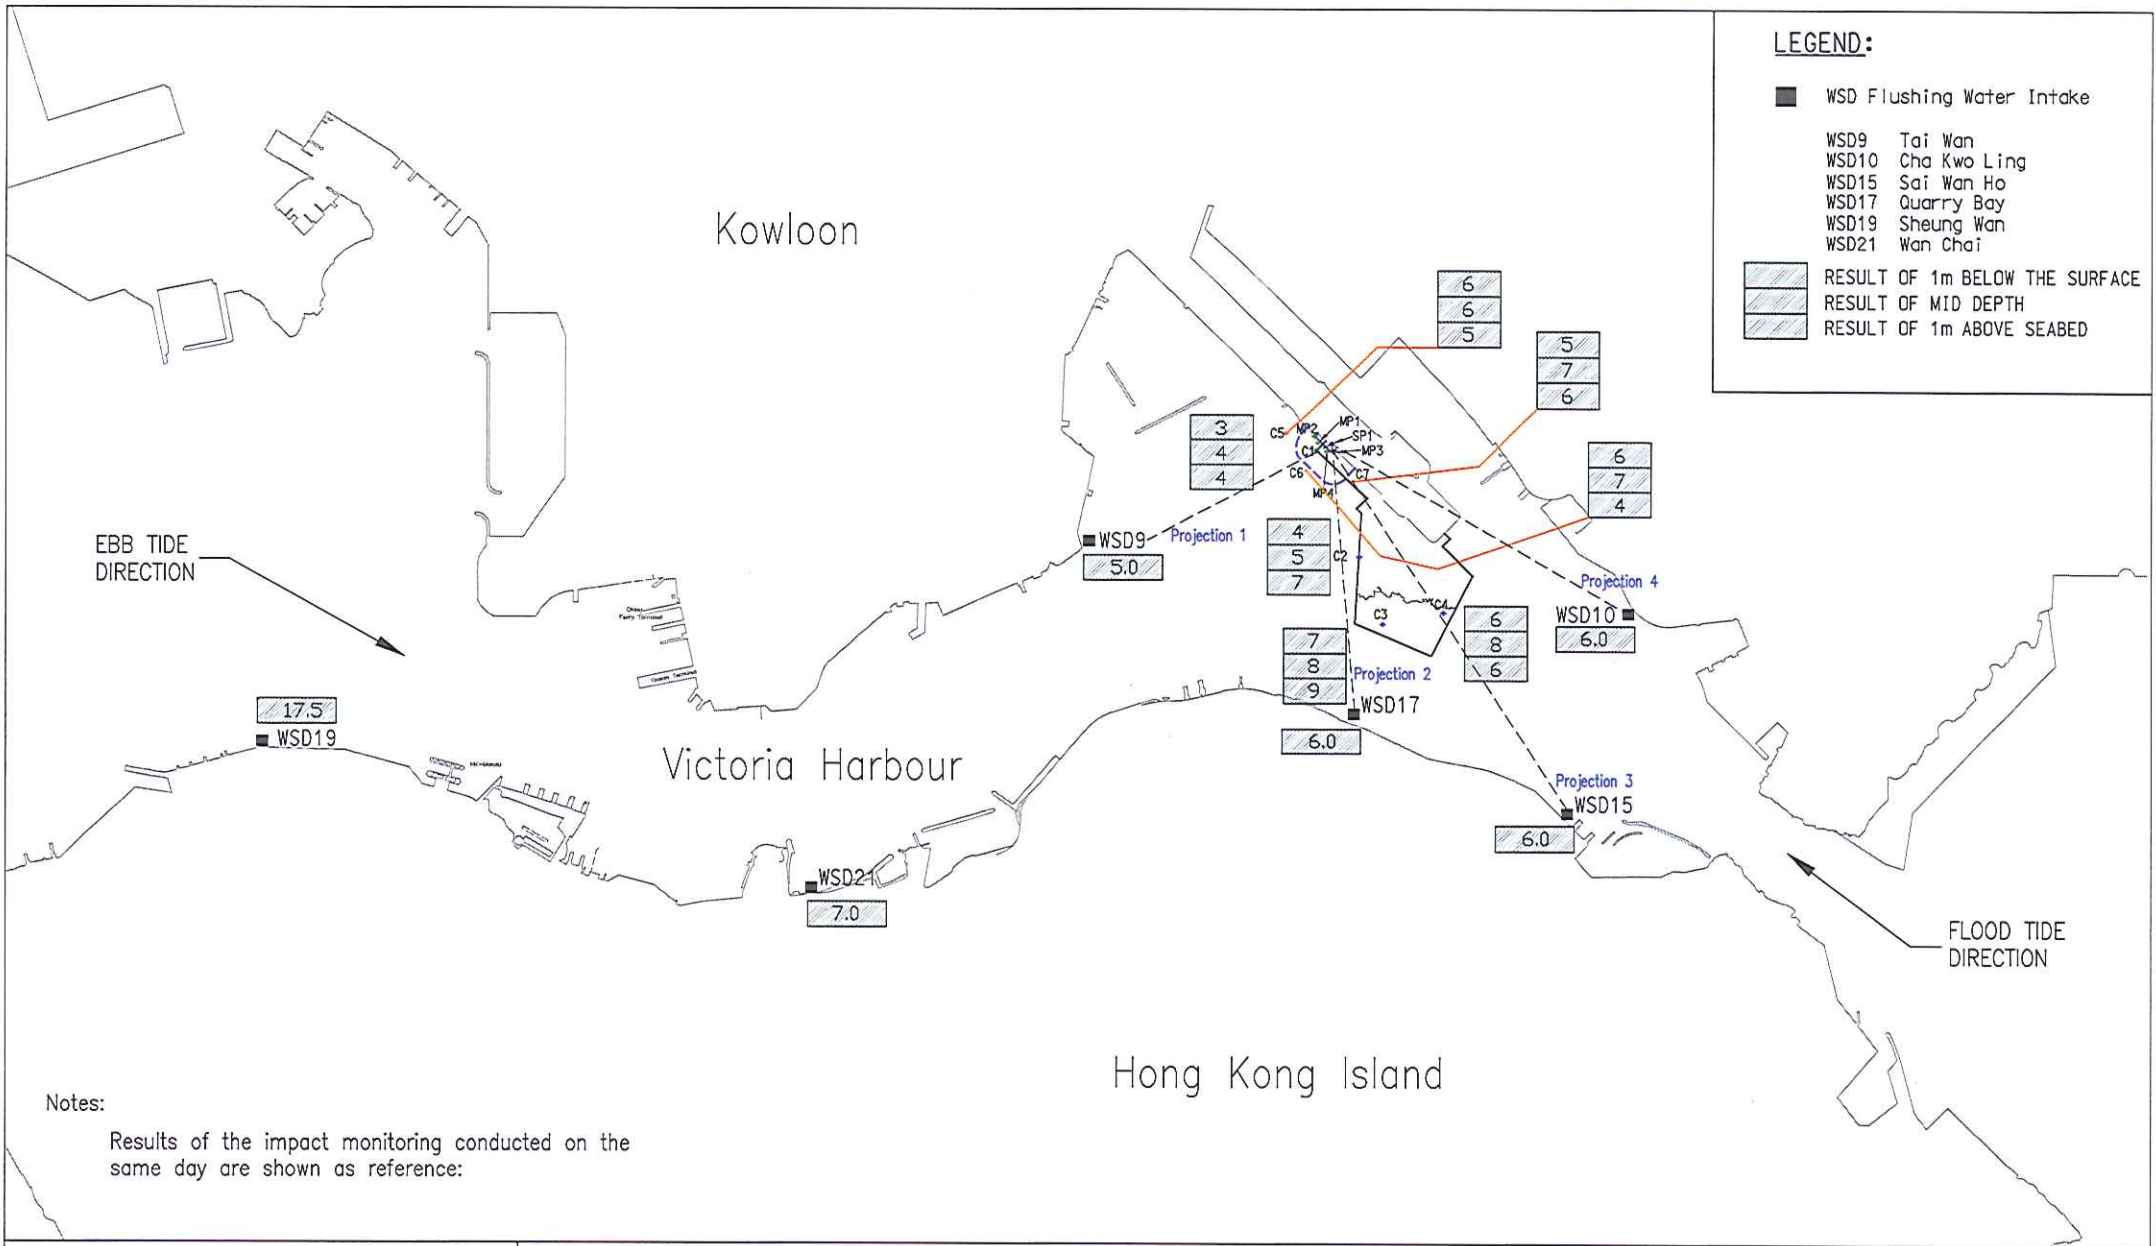 LEGEND:
WSD Flushing Water Intake
WSD9 Tai Wan
WSD10 Cha Kwo Ling
WSD15 Sai Wan Ho
WSD17 Quarry Bay
WSD19 Sheung Wan
WSD21 Wan Chai
RESULT OF 1m BELOW THE SURFACE
RESULT OF MID DEPTH
RESULT OF 1m ABOVE SEABED
Kowloon
6
6
5
5
7
6
3
4
4
C5
MP2
MP1
SP1
C1
MP3
C6
C7
MP4
6
7
4
EBB TIDE
DIRECTION
WSD9
5.0
Projection 1
4
5
7
C2
Projection 4
WSD10
6.0
C3
C4
6
8
6
7
8
9
Projection 2
WSD17
6.0
Ferry Terminal
Ocean Terminal
17.5
WSD19
Victoria Harbour
Projection 3
WSD15
6.0
WSD21
7.0
FLOOD TIDE
DIRECTION
Hong Kong Island
Notes:
Results of the impact monitoring conducted on the
same day are shown as reference: